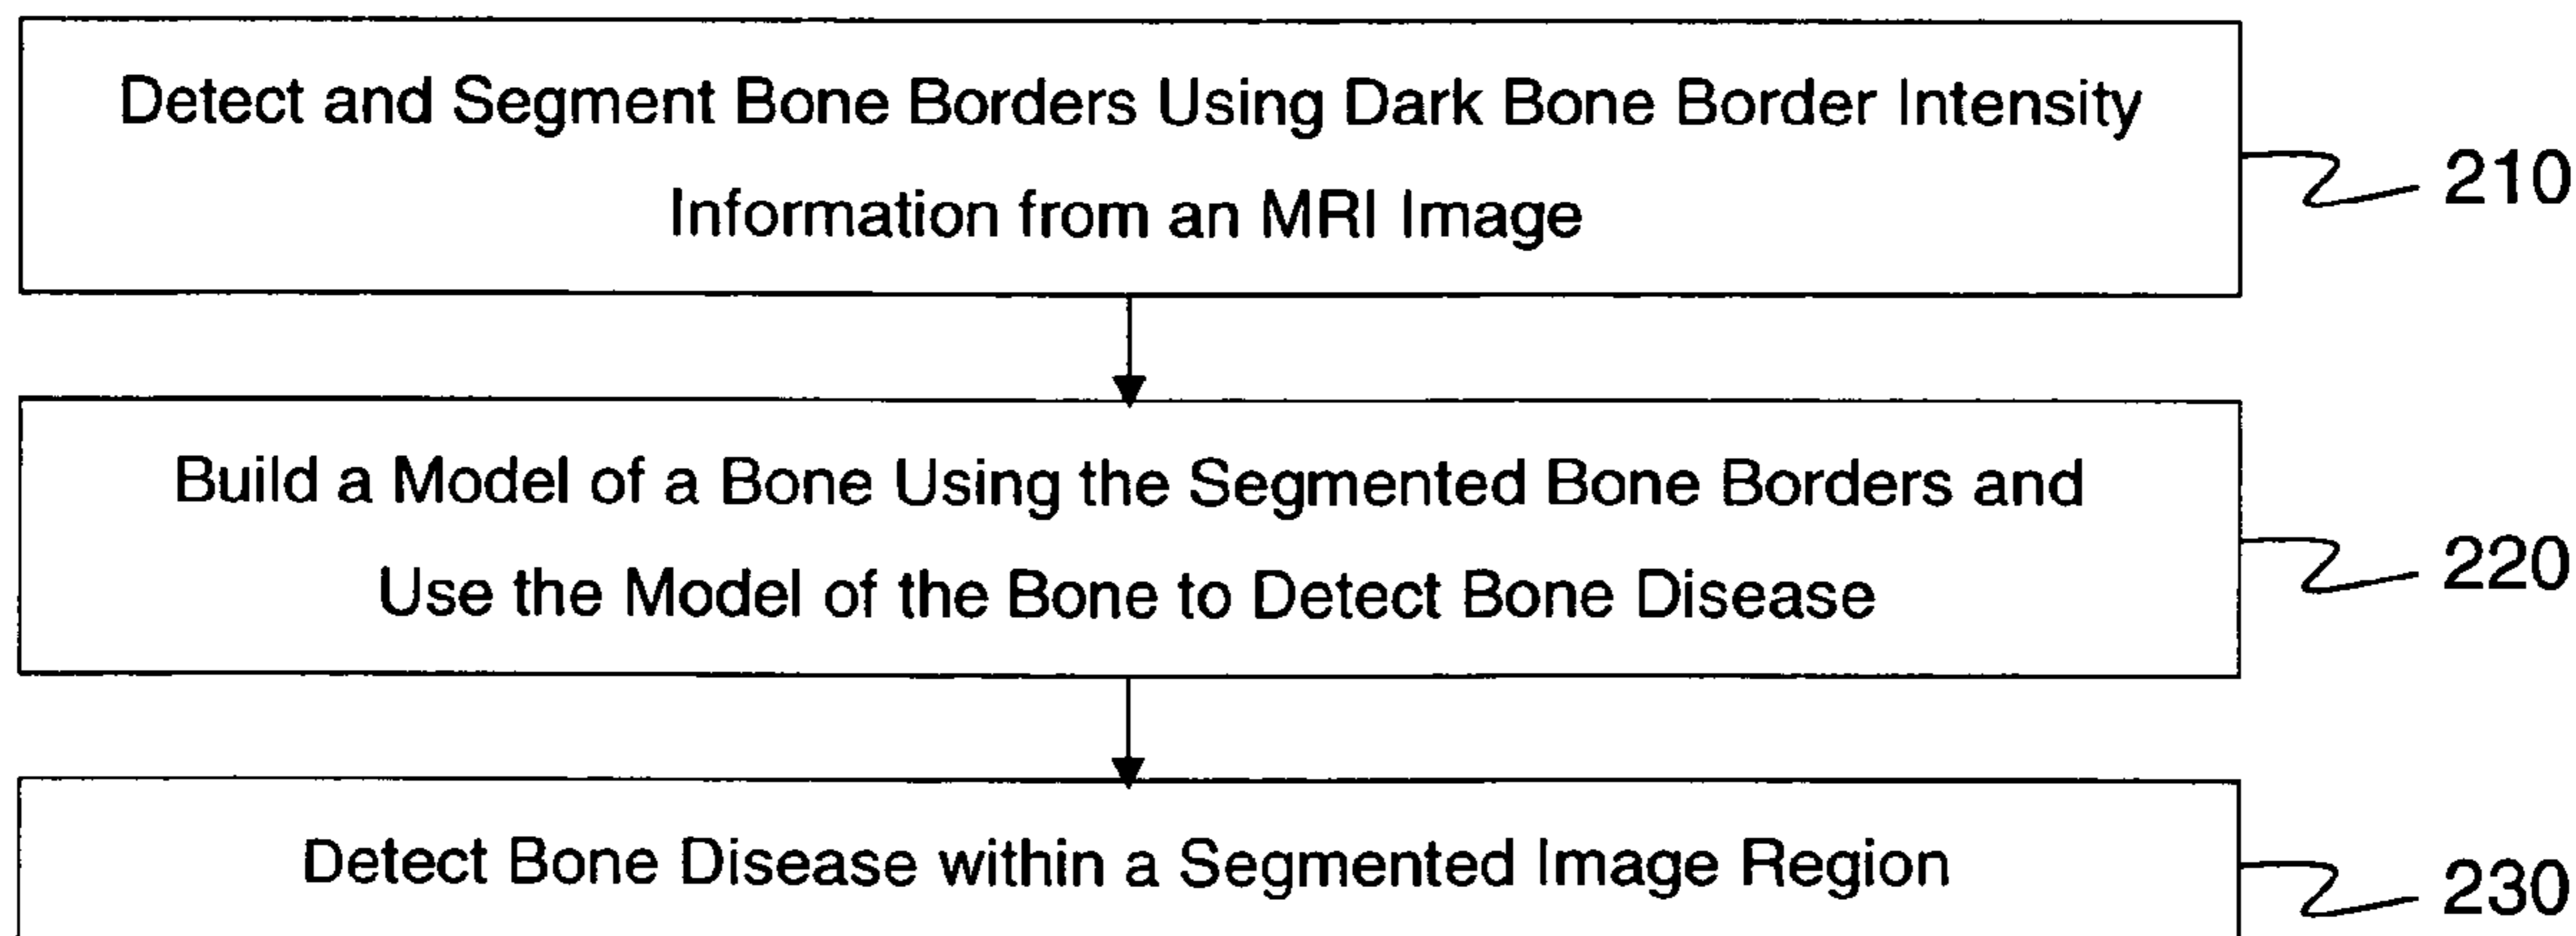 Detect and Segment Bone Borders Using Dark Bone Border Intensity
Information from an MRI Image
210
Build a Model of a Bone Using the Segmented Bone Borders and
Use the Model of the Bone to Detect Bone Disease
220
Detect Bone Disease within a Segmented Image Region
230